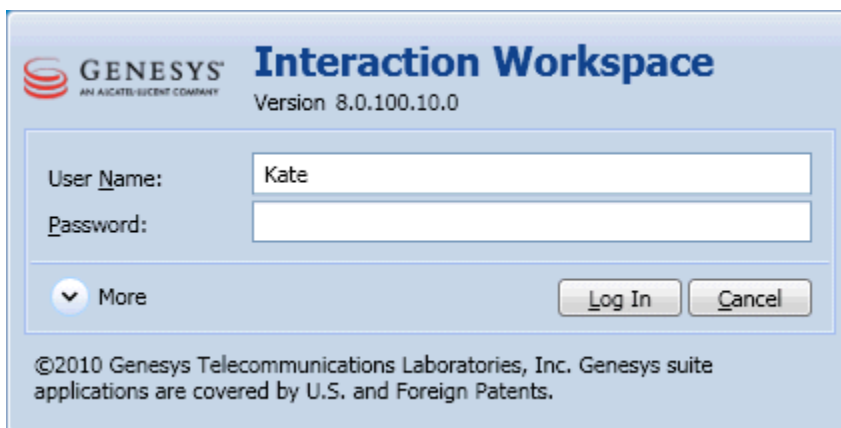 GENESYS
AN ALCATEL-LUCENT COMPANY
Interaction Workspace
Version 8.0.100.10.0
User Name:
Kate
Password:
More
Log In
Cancel
©2010 Genesys Telecommunications Laboratories, Inc. Genesys suite
applications are covered by U.S. and Foreign Patents.